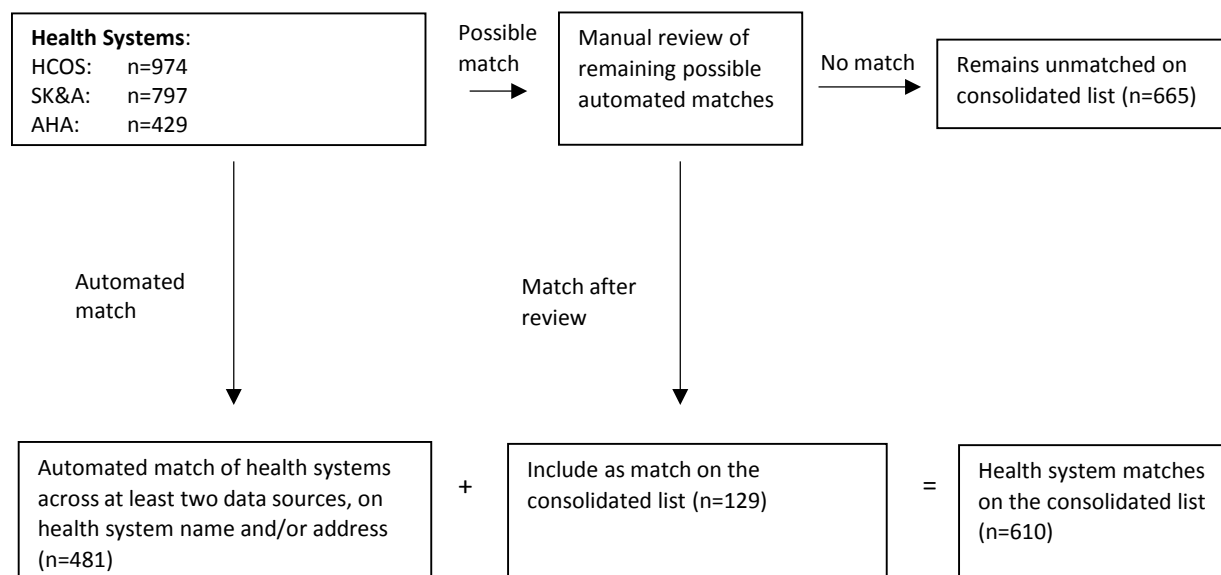 Health Systems:
HCOS: n=974
SK&A: n=797
AHA: n=429
Possible
match
Manual review of
remaining possible
automated matches
No match
Remains unmatched on
consolidated list (n=665)
Automated
match
Match after
review
Automated match of health systems
across at least two data sources, on
health system name and/or address
(n=481)
+
Include as match on the
consolidated list (n=129)
=
Health system matches
on the consolidated list
(n=610)